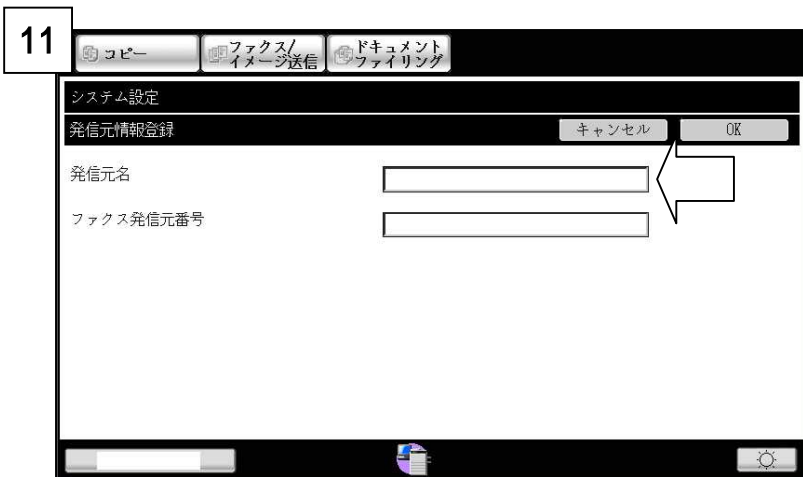 11
コピー
ファクス/
イメージ送信
ドキュメント
ファイリング
システム設定
発信元情報登録
キャンセル
OK
発信元名
ファクス発信元番号